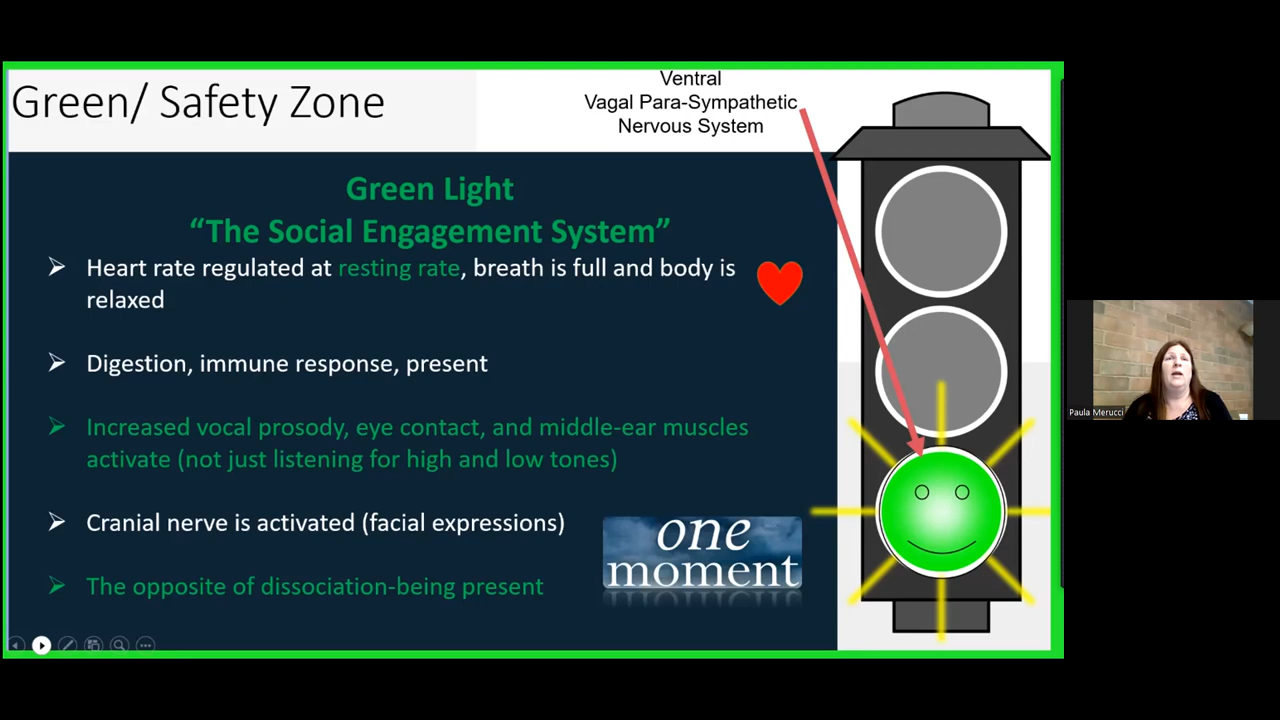 Green/ Safety Zone
Ventral
Vagal Para-Sympathetic
Nervous System
Green Light
“The Social Engagement System”
Heart rate regulated at resting rate, breath is full and body is
relaxed
Digestion, immune response, present
Increased vocal prosody, eye contact, and middle-ear muscles
activate (not just listening for high and low tones)
Cranial nerve is activated (facial expressions)
one
moment
The opposite of dissociation-being present
Paula Merucci